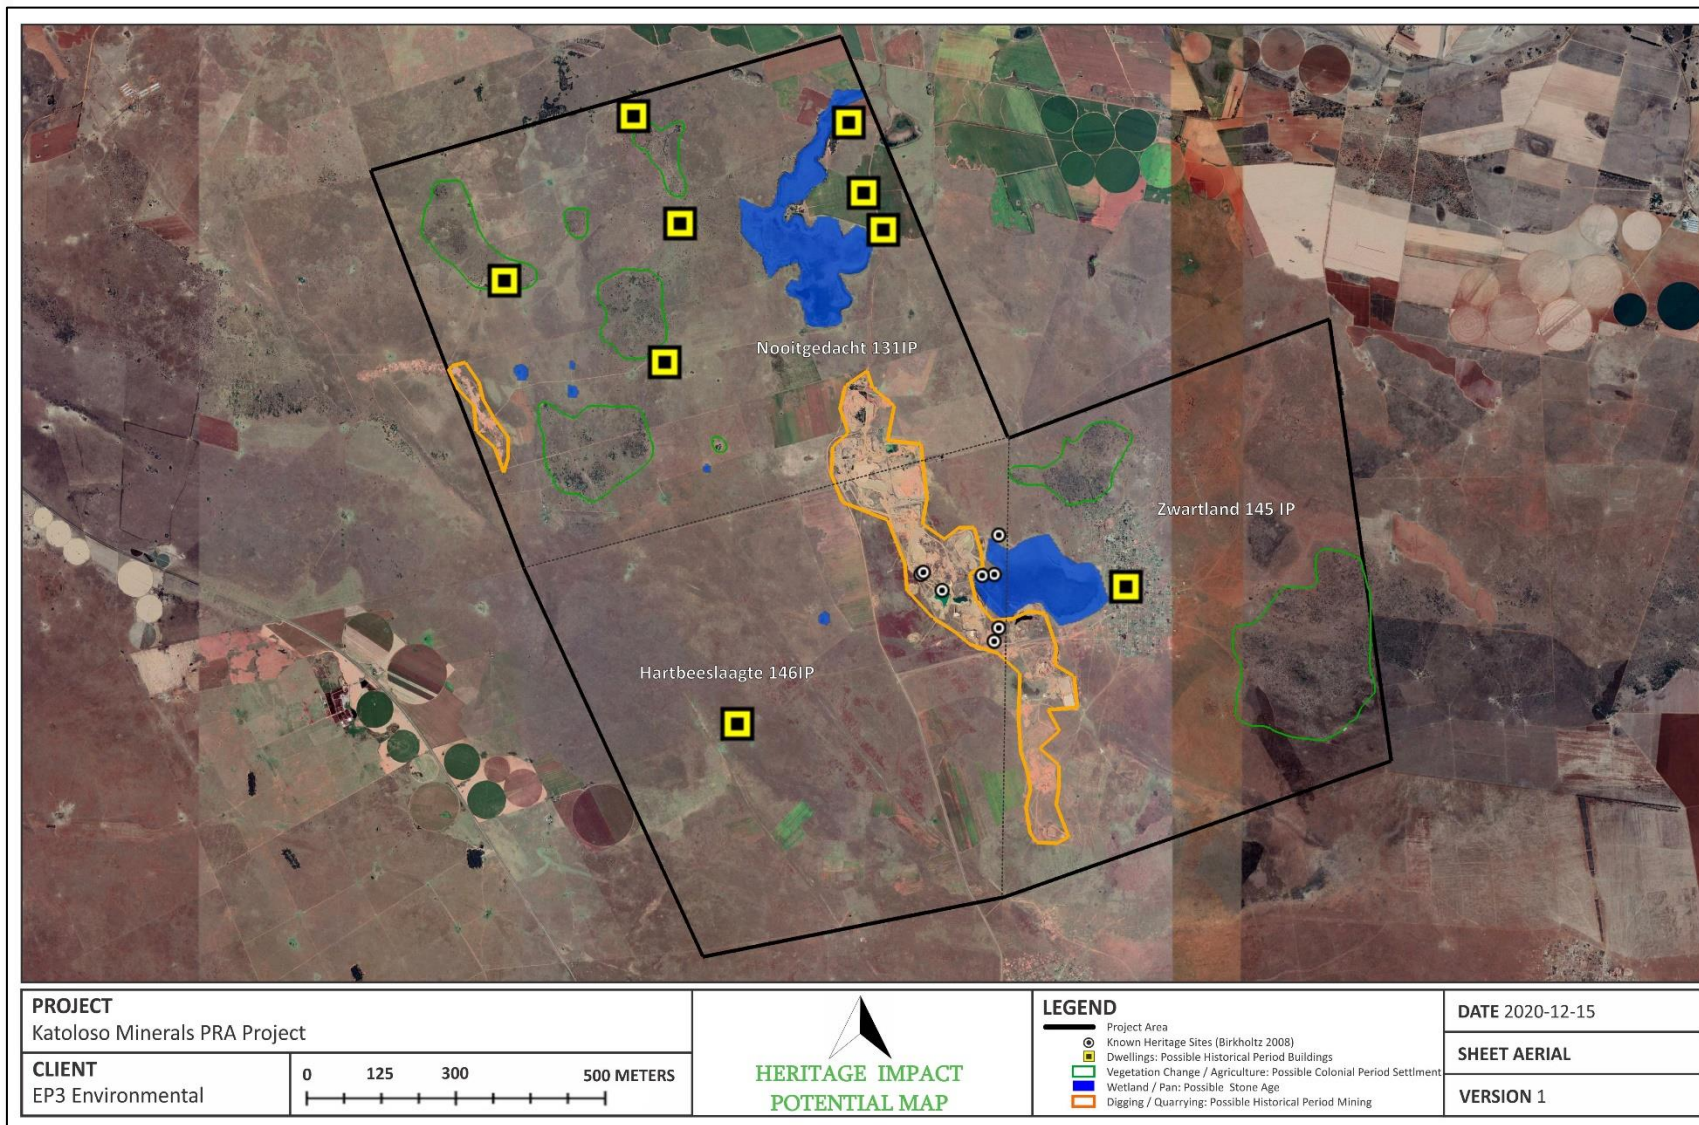 Nooitgedacht 131IP
Zwartland 145 IP
Hartbeeslaagte 146IP
PROJECT
Katoloso Minerals PRA Project
CLIENT
EP3 Environmental
0 125 300 500 METERS
HERITAGE IMPACT
POTENTIAL MAP
LEGEND
Project Area
Known Heritage Sites (Birkholtz 2008)
Dwellings: Possible Historical Period Buildings
Vegetation Change / Agriculture: Possible Colonial Period Settlment
Wetland / Pan: Possible Stone Age
Digging / Quarrying: Possible Historical Period Mining
DATE 2020-12-15
SHEET AERIAL
VERSION 1